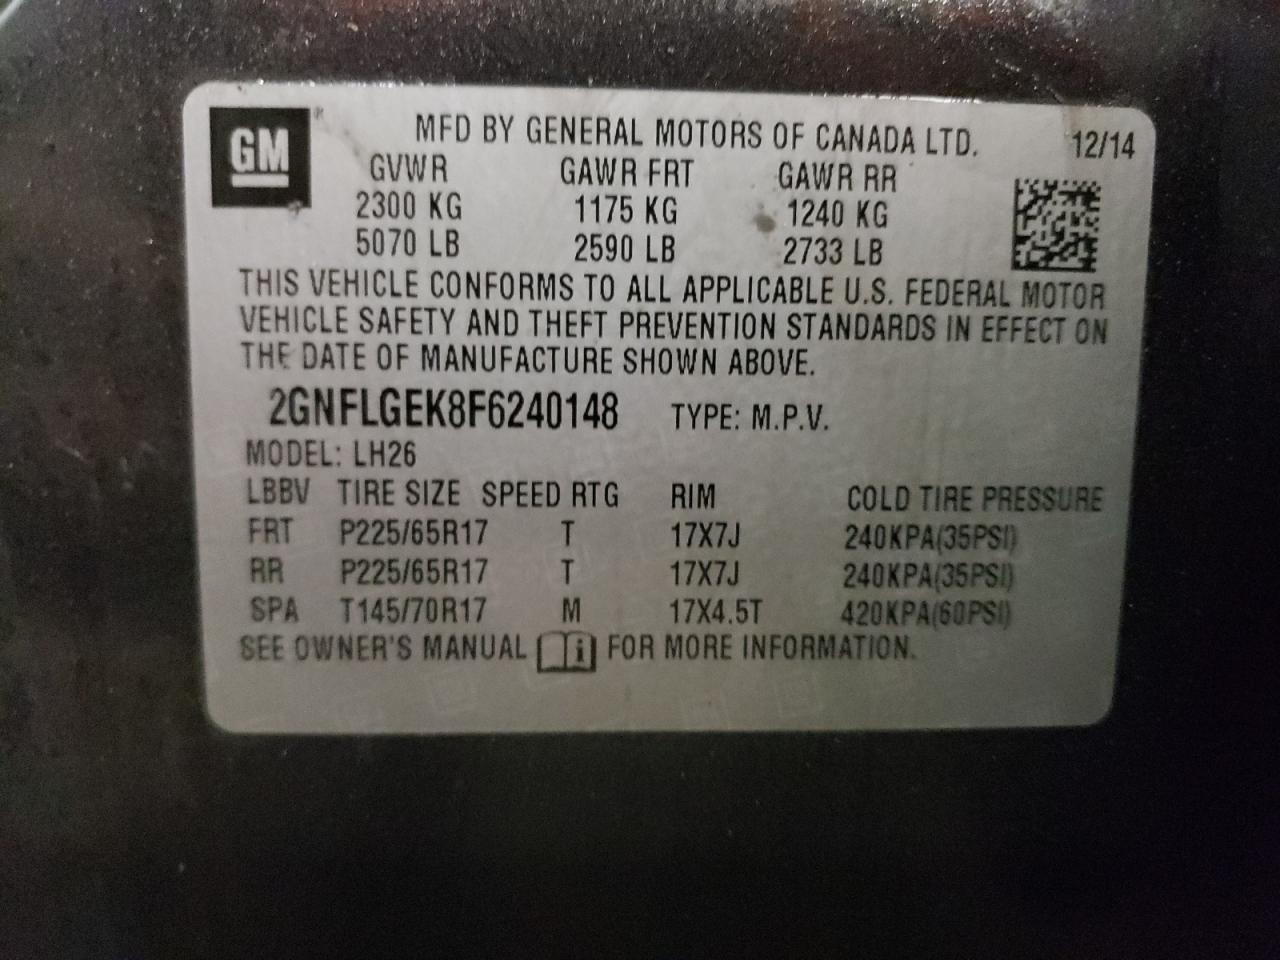 GM
MFD BY GENERAL MOTORS OF CANADA LTD. 12/14
GVWR GAWR FRT GAWR RR
2300 KG 1175 KG 1240 KG
5070 LB 2590 LB 2733 LB
THIS VEHICLE CONFORMS TO ALL APPLICABLE U.S. FEDERAL MOTOR
VEHICLE SAFETY AND THEFT PREVENTION STANDARDS IN EFFECT ON
THE DATE OF MANUFACTURE SHOWN ABOVE.
2GNFLGEK8F6240148 TYPE: M.P.V.
MODEL: LH26
LBBV TIRE SIZE SPEED RTG RIM COLD TIRE PRESSURE
FRT P225/65R17 T 17X7J 240KPA(35PSI)
RR P225/65R17 T 17X7J 240KPA(35PSI)
SPA T145/70R17 M 17X4.5T 420KPA(60PSI)
SEE OWNER'S MANUAL i FOR MORE INFORMATION.